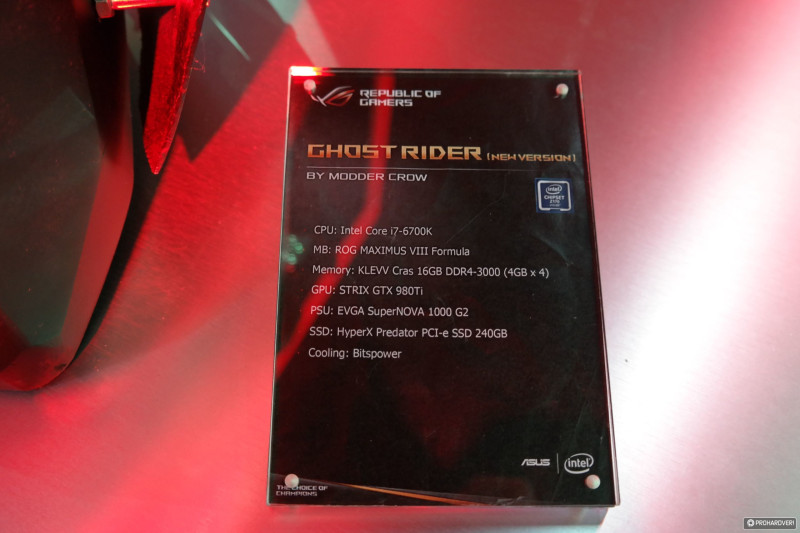 REPUBLIC OF
GAMERS
GHOST RIDER [NEW VERSION]
BY MODDER CROW
intel
CHIPSET
CPU: Intel Core i7-6700K
MB: ROG MAXIMUS VIII Formula
Memory: KLEVV Cras 16GB DDR4-3000 (4GB x 4)
GPU: STRIX GTX 980Ti
PSU: EVGA SuperNOVA 1000 G2
SSD: HyperX Predator PCI-e SSD 240GB
Cooling: Bitspower
ASUS intel
THE CHOICE OF
CHAMPIONS
PROHARDVER!